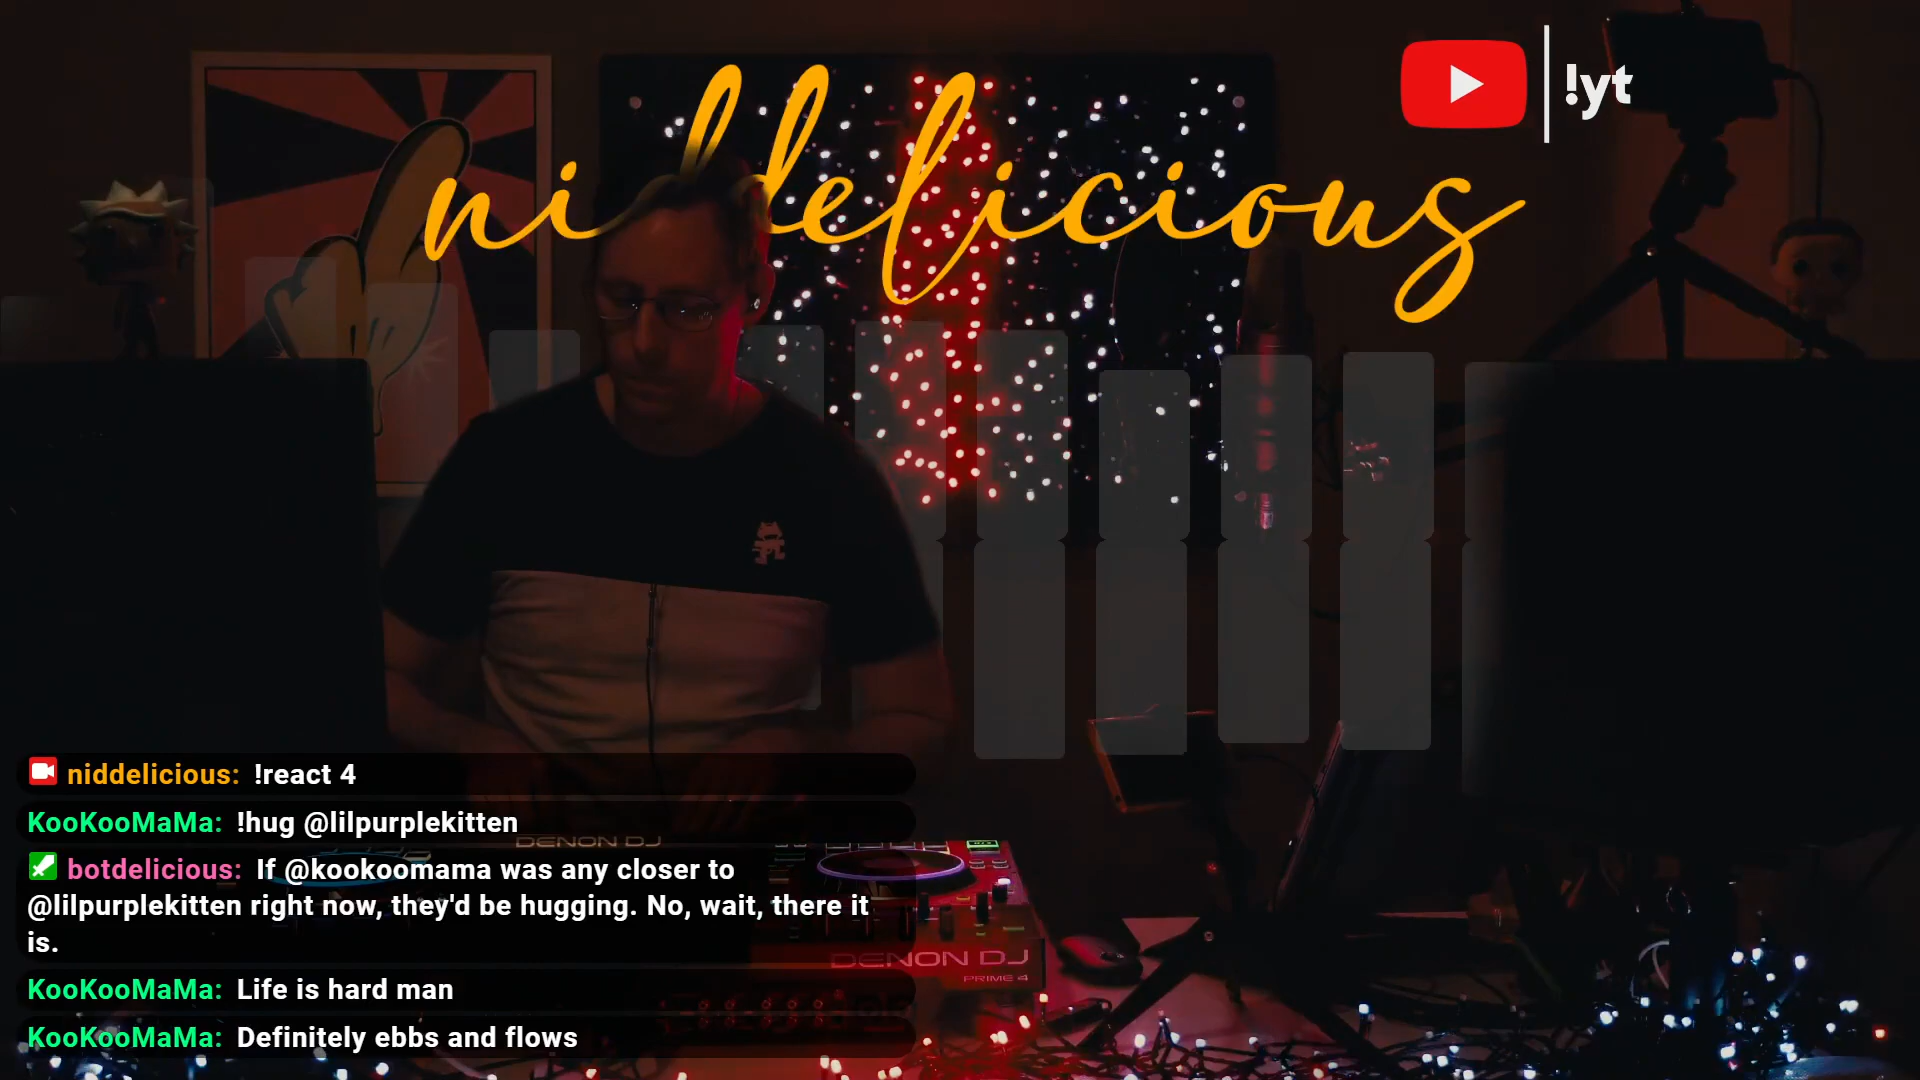 niddelicious
!yt
niddelicious: !react 4
KooKooMaMa: !hug @lilpurplekitten
DENON DJ
botdelicious: If @kookoomama was any closer to
@lilpurplekitten right now, they'd be hugging. No, wait, there it
is.
DENON DJ
PRIME 4
KooKooMaMa: Life is hard man
KooKooMaMa: Definitely ebbs and flows